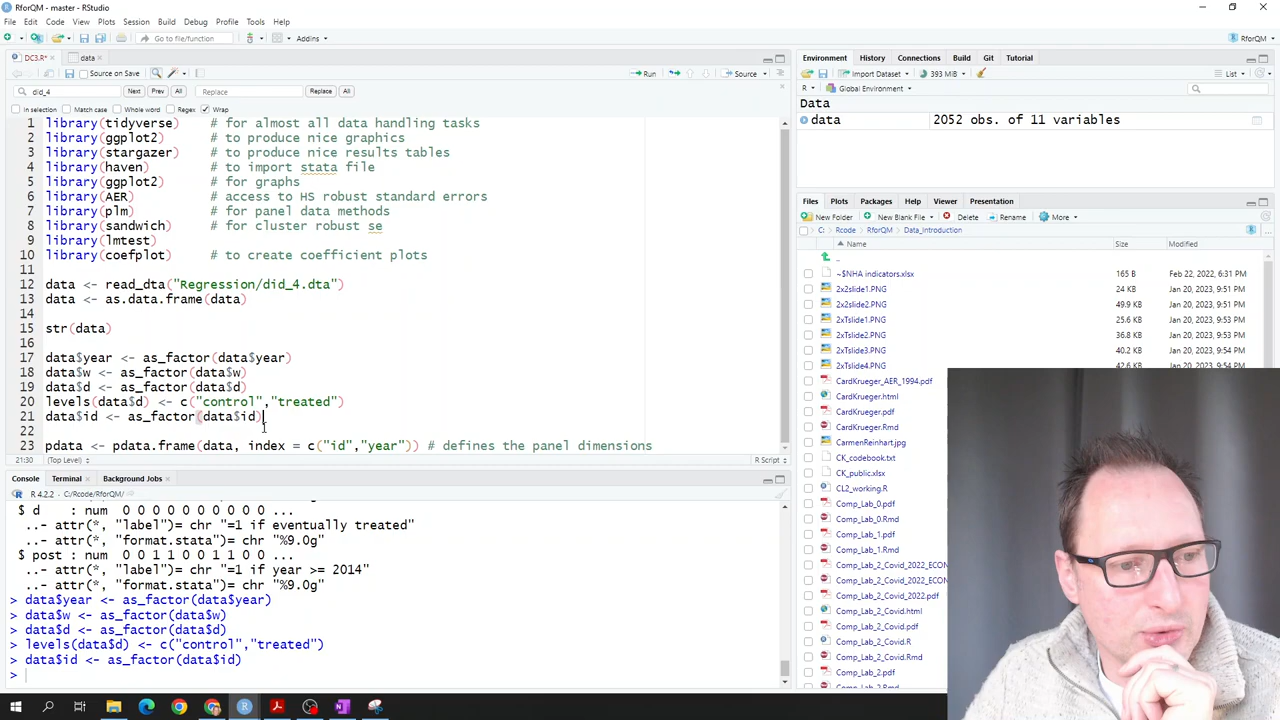 RforQM - master - RStudio
File Edit Code View Plots Session Build Debug Profile Tools Help
Go to file/function Addins RforQM
DC3.R* data
Source on Save Run Source
did_4 Next Prev All Replace Replace All
In selection Match case Whole word Regex Wrap
1 library(tidyverse) # for almost all data handling tasks
2 library(ggplot2) # to produce nice graphics
3 library(stargazer) # to produce nice results tables
4 library(haven) # to import stata file
5 library(ggplot2) # for graphs
6 library(AER) # access to HS robust standard errors
7 library(plm) # for panel data methods
8 library(sandwich) # for cluster robust se
9 library(lmtest)
10 library(coefplot) # to create coefficient plots
11
12 data <- read_dta("Regression/did_4.dta")
13 data <- as.data.frame(data)
14
15 str(data)
16
17 data$year <- as_factor(data$year)
18 data$w <- as_factor(data$w)
19 data$d <- as_factor(data$d)
20 levels(data$d) <- c("control","treated")
21 data$id <- as_factor(data$id)
22
23 pdata <- pdata.frame(data, index = c("id","year")) # defines the panel dimensions
21:30 (Top Level) R Script
Console Terminal Background Jobs
R 4.2.2 · C:/Rcode/RforQM/
$ d : num 0 0 0 0 0 0 0 0 0 0 ...
..- attr(*, "label")= chr "=1 if eventually treated"
..- attr(*, "format.stata")= chr "%9.0g"
$ post : num 0 0 1 1 0 0 1 1 0 0 ...
..- attr(*, "label")= chr "=1 if year >= 2014"
..- attr(*, "format.stata")= chr "%9.0g"
> data$year <- as_factor(data$year)
> data$w <- as_factor(data$w)
> data$d <- as_factor(data$d)
> levels(data$d) <- c("control","treated")
> data$id <- as_factor(data$id)
>
Environment History Connections Build Git Tutorial
Import Dataset 393 MiB List
R Global Environment
Data
data 2052 obs. of 11 variables
Files Plots Packages Help Viewer Presentation
New Folder New Blank File Delete Rename More
C: Rcode RforQM Data_Introduction
Name Size Modified
..
~$NHA indicators.xlsx 165 B Feb 22, 2022, 6:31 PM
2x2slide1.PNG 24 KB Jan 20, 2023, 9:51 PM
2x2slide2.PNG 49.9 KB Jan 20, 2023, 9:51 PM
2xTslide1.PNG 25.6 KB Jan 20, 2023, 9:53 PM
2xTslide2.PNG 36.8 KB Jan 20, 2023, 9:53 PM
2xTslide3.PNG 40.2 KB Jan 20, 2023, 9:54 PM
2xTslide4.PNG 42.6 KB Jan 20, 2023, 9:54 PM
CardKrueger_AER_1994.pdf
CardKrueger.html
CardKrueger.pdf
CardKrueger.Rmd
CarmenReinhart.jpg
CK_codebook.txt
CK_public.xlsx
CL2_working.R
Comp_Lab_0.pdf
Comp_Lab_0.Rmd
Comp_Lab_1.pdf
Comp_Lab_1.Rmd
Comp_Lab_2_Covid_2022_ECON
Comp_Lab_2_Covid_2022_ECON
Comp_Lab_2_Covid_2022.pdf
Comp_Lab_2_Covid.html
Comp_Lab_2_Covid.pdf
Comp_Lab_2_Covid.R
Comp_Lab_2_Covid.Rmd
Comp_Lab_2.pdf
Comp_Lab_2.Rmd